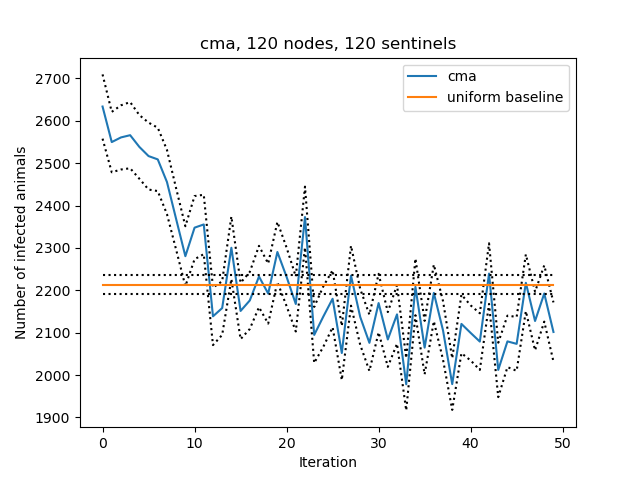 cma, 120 nodes, 120 sentinels
cma
uniform baseline
Number of infected animals
2700
2600
2500
2400
2300
2200
2100
2000
1900
0 10 20 30 40 50
Iteration